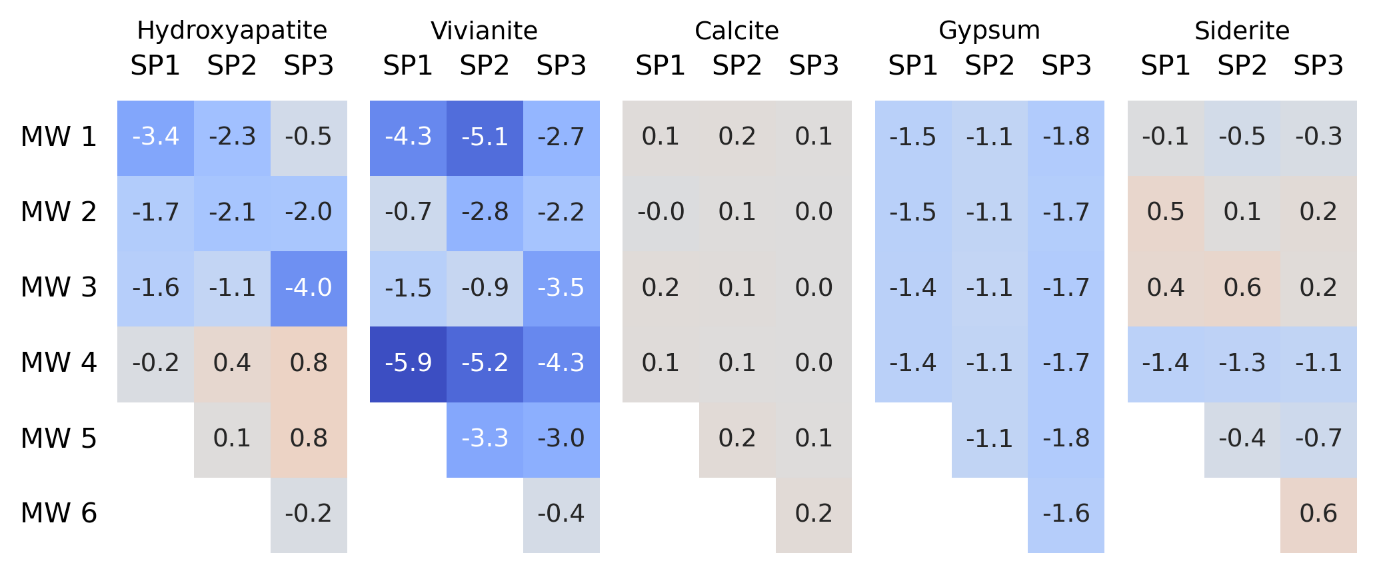 Hydroxyapatite Vivianite Calcite Gypsum Siderite
SP1 SP2 SP3 SP1 SP2 SP3 SP1 SP2 SP3 SP1 SP2 SP3 SP1 SP2 SP3
MW 1 -3.4 -2.3 -0.5 -4.3 -5.1 -2.7 0.1 0.2 0.1 -1.5 -1.1 -1.8 -0.1 -0.5 -0.3
MW 2 -1.7 -2.1 -2.0 -0.7 -2.8 -2.2 -0.0 0.1 0.0 -1.5 -1.1 -1.7 0.5 0.1 0.2
MW 3 -1.6 -1.1 -4.0 -1.5 -0.9 -3.5 0.2 0.1 0.0 -1.4 -1.1 -1.7 0.4 0.6 0.2
MW 4 -0.2 0.4 0.8 -5.9 -5.2 -4.3 0.1 0.1 0.0 -1.4 -1.1 -1.7 -1.4 -1.3 -1.1
MW 5 0.1 0.8 -3.3 -3.0 0.2 0.1 -1.1 -1.8 -0.4 -0.7
MW 6 -0.2 -0.4 0.2 -1.6 0.6